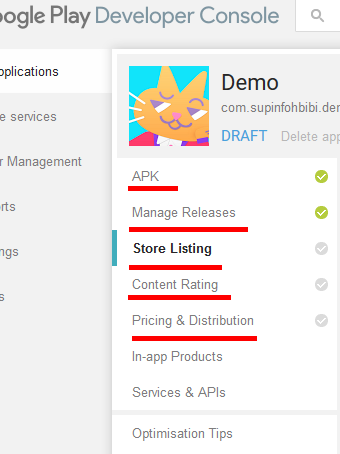 oogle Play Developer Console
pplications
e services
r Management
orts
ngs
s
Demo
com.supinfohbibi.de
DRAFT Delete app
APK
Manage Releases
Store Listing
Content Rating
Pricing & Distribution
In-app Products
Services & APIs
Optimisation Tips